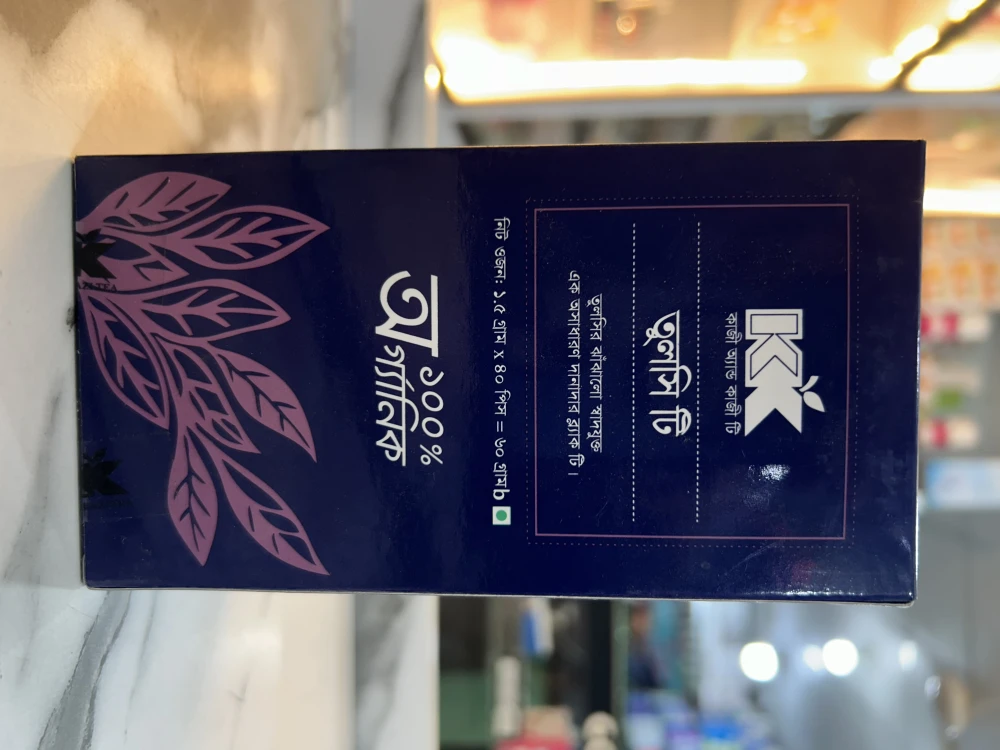 KK
কাজী অ্যান্ড কাজী টি
তুলসি টি
তুলসির ঝাঁঝালো স্বাদযুক্ত
এক অসাধারণ দানাদার ব্ল্যাক টি।
নিট ওজন: ১.৫ গ্রাম x ৪০ পিস = ৬০ গ্রাম b
১০০%
অর্গ্যানিক